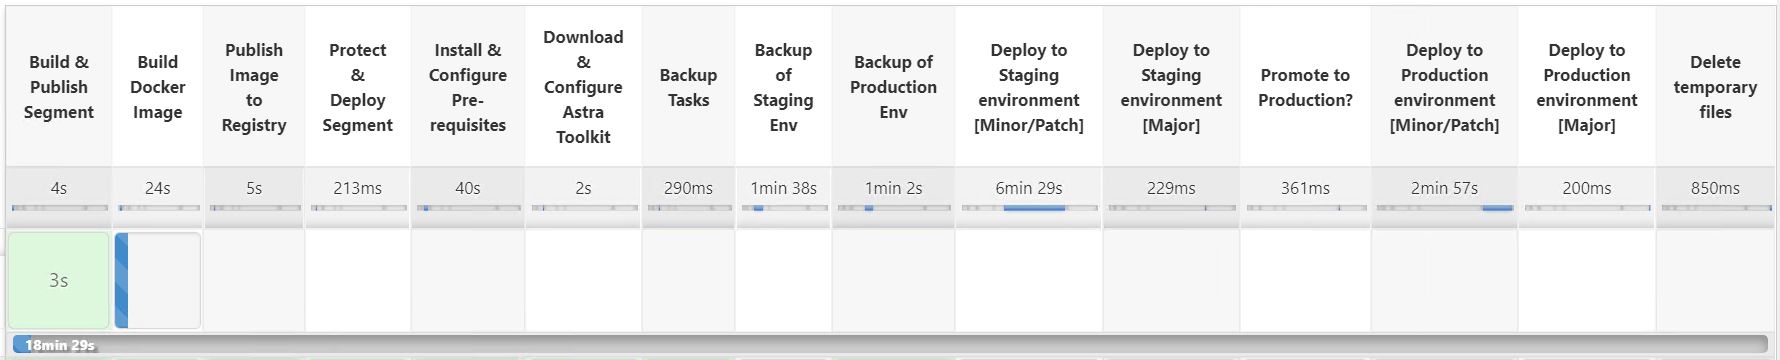 Build &
Publish
Segment
Build
Docker
Image
Publish
Image
to
Registry
Protect
&
Deploy
Segment
Install &
Configure
Pre-
requisites
Download
&
Configure
Astra
Toolkit
Backup
Tasks
Backup
of
Staging
Env
Backup of
Production
Env
Deploy to
Staging
environment
[Minor/Patch]
Deploy to
Staging
environment
[Major]
Promote to
Production?
Deploy to
Production
environment
[Minor/Patch]
Deploy to
Production
environment
[Major]
Delete
temporary
files
4s
24s
5s
213ms
40s
2s
290ms
1min 38s
1min 2s
6min 29s
229ms
361ms
2min 57s
200ms
850ms
3s
18min 29s